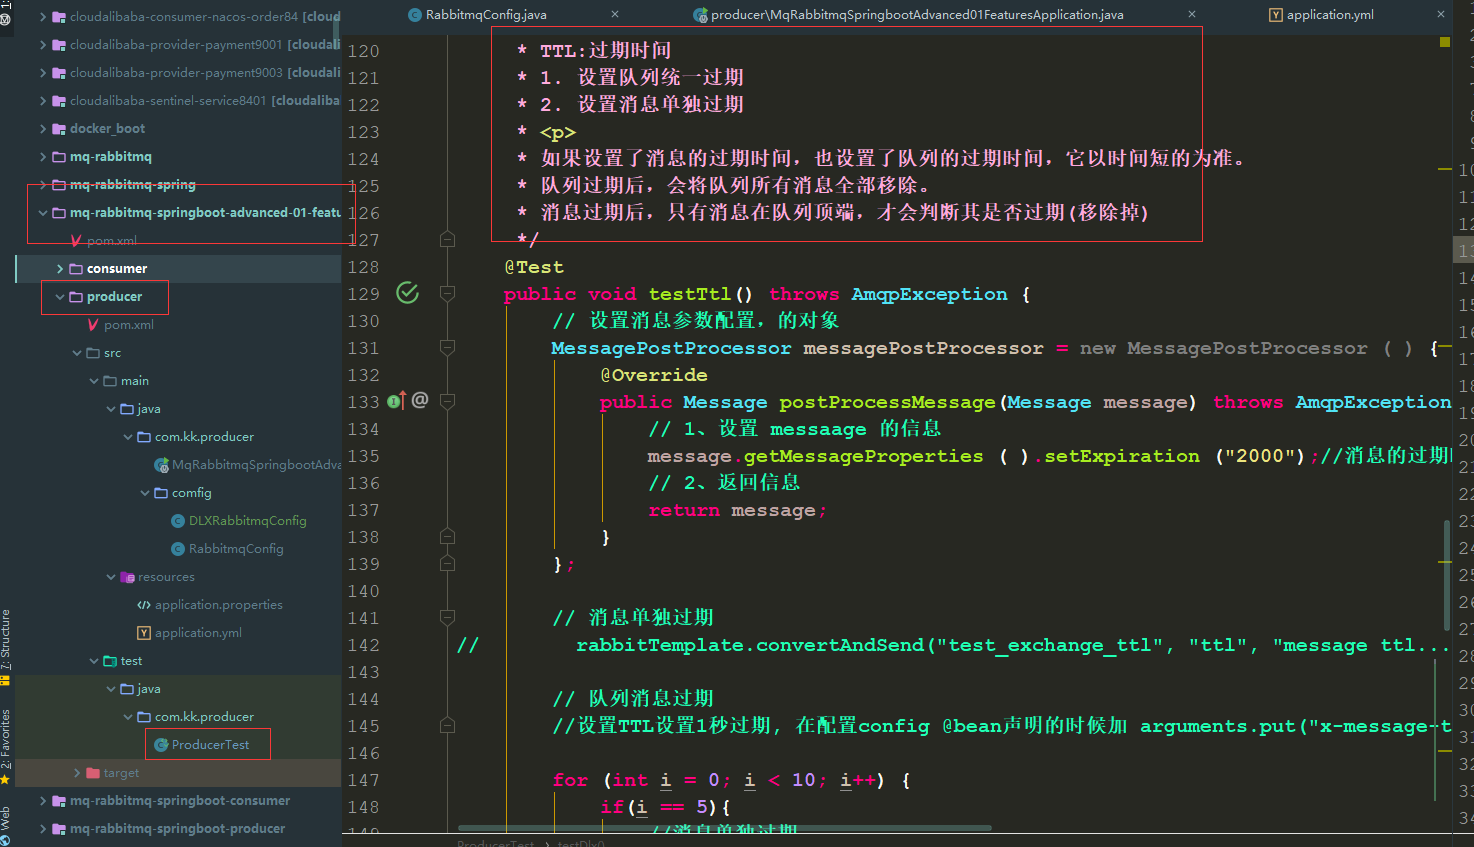 cloudalibaba-consumer-nacos-order84 [cloud
cloudalibaba-provider-payment9001 [cloudali
cloudalibaba-provider-payment9003 [cloudali
cloudalibaba-sentinel-service8401 [cloudaliba
docker_boot
mq-rabbitmq
mq-rabbitmq-spring
mq-rabbitmq-springboot-advanced-01-featu
pom.xml
consumer
producer
pom.xml
src
main
java
com.kk.producer
MqRabbitmqSpringbootAdva
comfig
DLXRabbitmqConfig
RabbitmqConfig
resources
application.properties
application.yml
test
java
com.kk.producer
ProducerTest
target
mq-rabbitmq-springboot-consumer
mq-rabbitmq-springboot-producer
7: Structure
2: Favorites
Web
RabbitmqConfig.java
producer\MqRabbitmqSpringbootAdvanced01FeaturesApplication.java
application.yml
120 * TTL:过期时间
121 * 1. 设置队列统一过期
122 * 2. 设置消息单独过期
123 * <p>
124 * 如果设置了消息的过期时间，也设置了队列的过期时间，它以时间短的为准。
125 * 队列过期后，会将队列所有消息全部移除。
126 * 消息过期后，只有消息在队列顶端，才会判断其是否过期(移除掉)
127 */
128 @Test
129 public void testTtl() throws AmqpException {
130 // 设置消息参数配置，的对象
131 MessagePostProcessor messagePostProcessor = new MessagePostProcessor ( ) {
132 @Override
133 @ public Message postProcessMessage(Message message) throws AmqpException
134 // 1、设置 messaage 的信息
135 message.getMessageProperties ( ).setExpiration ("2000");//消息的过期
136 // 2、返回信息
137 return message;
138 }
139 };
140
141 // 消息单独过期
142 // rabbitTemplate.convertAndSend("test_exchange_ttl", "ttl", "message ttl...
143
144 // 队列消息过期
145 //设置TTL设置1秒过期, 在配置config @bean声明的时候加 arguments.put("x-message-t
146
147 for (int i = 0; i < 10; i++) {
148 if(i == 5){
149 //消息单独过期
ProducerTest > testDlx()